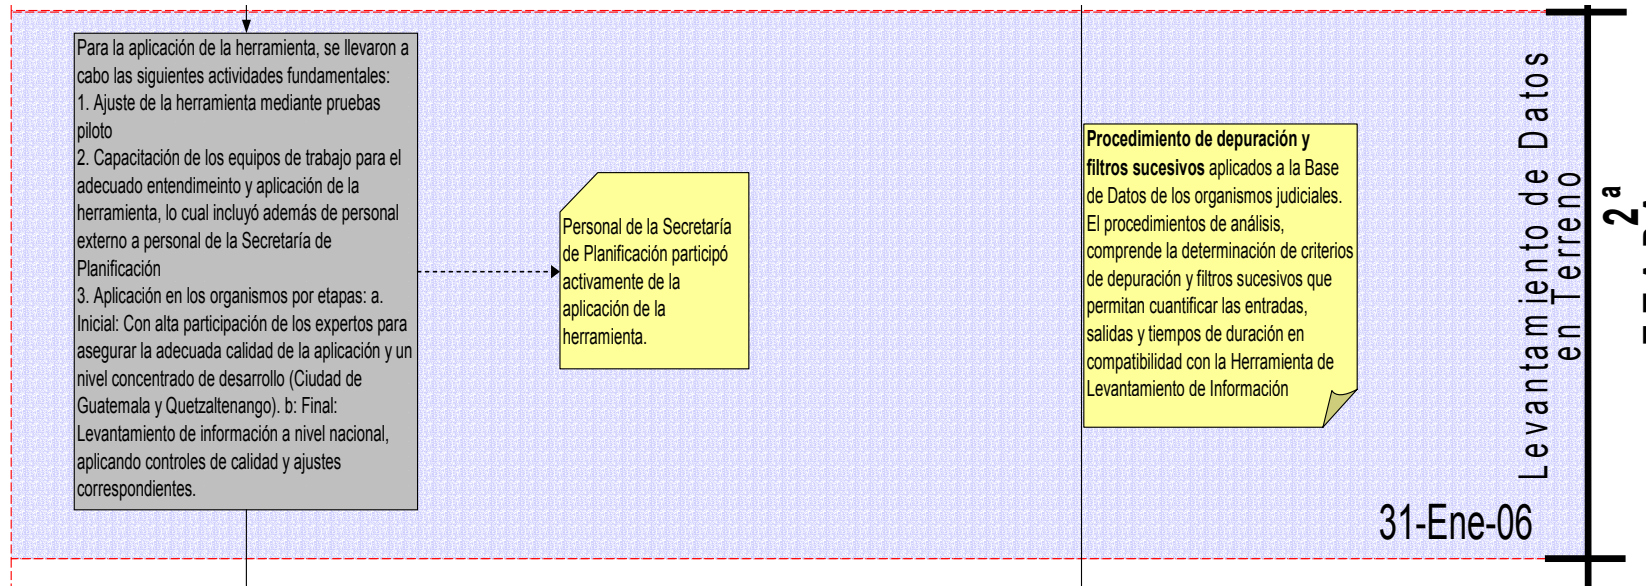 Para la aplicación de la herramienta, se llevaron a
cabo las siguientes actividades fundamentales:
1. Ajuste de la herramienta mediante pruebas
piloto
2. Capacitación de los equipos de trabajo para el
adecuado entendimeinto y aplicación de la
herramienta, lo cual incluyó además de personal
externo a personal de la Secretaría de
Planificación
3. Aplicación en los organismos por etapas: a.
Inicial: Con alta participación de los expertos para
asegurar la adecuada calidad de la aplicación y un
nivel concentrado de desarrollo (Ciudad de
Guatemala y Quetzaltenango). b: Final:
Levantamiento de información a nivel nacional,
aplicando controles de calidad y ajustes
correspondientes.
Personal de la Secretaría
de Planificación participó
activamente de la
aplicación de la
herramienta.
Procedimiento de depuración y
filtros sucesivos aplicados a la Base
de Datos de los organismos judiciales.
El procedimientos de análisis,
comprende la determinación de criterios
de depuración y filtros sucesivos que
permitan cuantificar las entradas,
salidas y tiempos de duración en
compatibilidad con la Herramienta de
Levantamiento de Información
Levantamiento de Datos
en Terreno
31-Ene-06
2ª